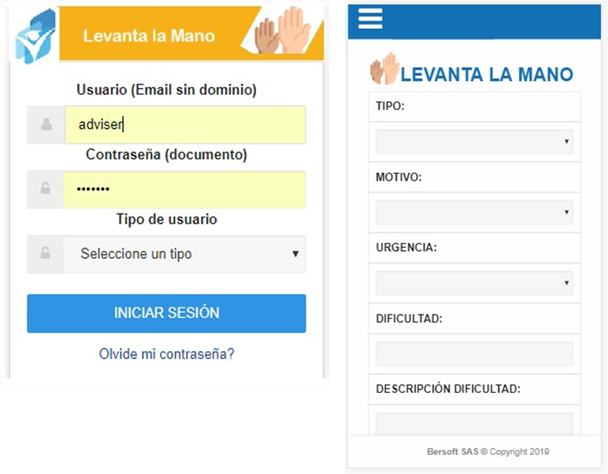 Levanta la Mano
Usuario (Email sin dominio)
adviser
Contraseña (documento)
•••••••
Tipo de usuario
Seleccione un tipo
INICIAR SESIÓN
Olvide mi contraseña?
LEVANTA LA MANO
TIPO:
MOTIVO:
URGENCIA:
DIFICULTAD:
DESCRIPCIÓN DIFICULTAD:
Bersoft SAS © Copyright 2019